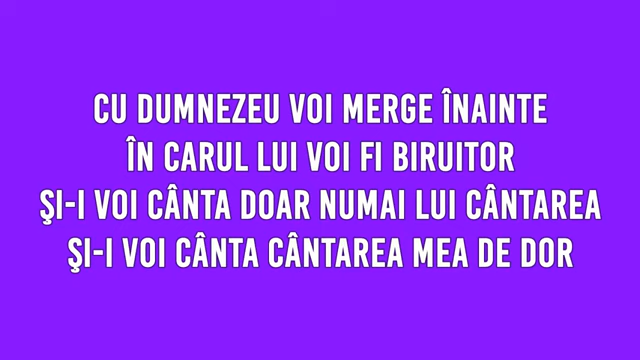 CU DUMNEZEU VOI MERGE ÎNAINTE
ÎN CARUL LUI VOI FI BIRUITOR
ŞI-I VOI CÂNTA DOAR NUMAI LUI CÂNTAREA
ŞI-I VOI CÂNTA CÂNTAREA MEA DE DOR